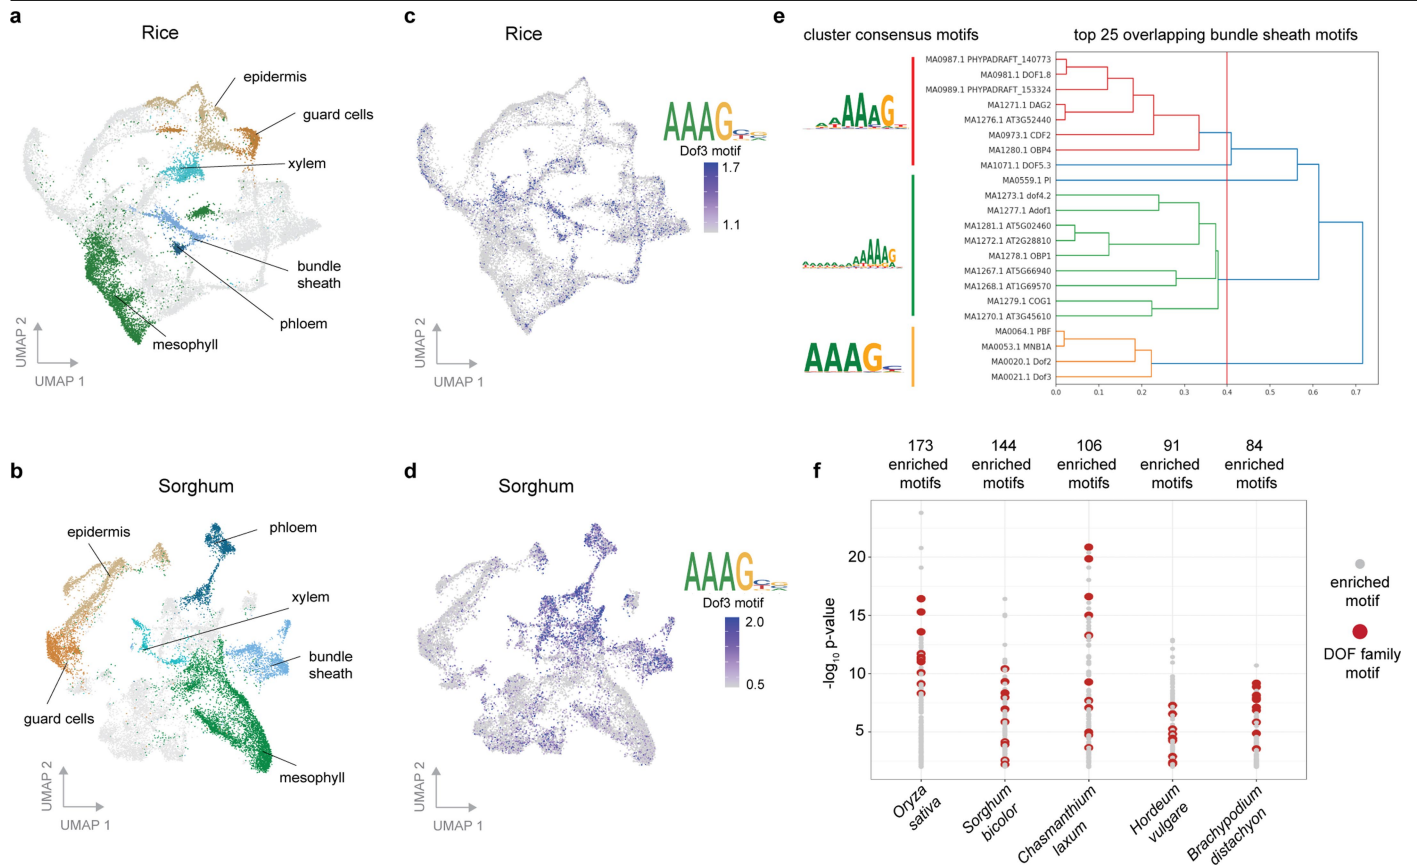 a
Rice
epidermis
guard cells
xylem
bundle
sheath
phloem
mesophyll
UMAP 2
UMAP 1
c
Rice
AAAG
Dof3 motif
1.7
1.1
UMAP 2
UMAP 1
e
cluster consensus motifs
top 25 overlapping bundle sheath motifs
MA0987.1 PHYPADRAFT_140773
MA0981.1 DOF1.8
MA0989.1 PHYPADRAFT_153324
MA1271.1 DAG2
MA1276.1 AT3G52440
MA0973.1 CDF2
MA1280.1 OBP4
MA1071.1 DOF5.3
MA0559.1 PI
MA1273.1 dof4.2
MA1277.1 Adof1
MA1281.1 AT5G02460
MA1272.1 AT2G28810
MA1278.1 OBP1
MA1267.1 AT5G66940
MA1268.1 AT1G69570
MA1279.1 COG1
MA1270.1 AT3G45610
MA0064.1 PBF
MA0053.1 MNB1A
MA0020.1 Dof2
MA0021.1 Dof3
AAAAG
AAAAAG
AAAG
0.0 0.1 0.2 0.3 0.4 0.5 0.6 0.7
b
Sorghum
epidermis
phloem
xylem
bundle
sheath
guard cells
mesophyll
UMAP 2
UMAP 1
d
Sorghum
AAAG
Dof3 motif
2.0
0.5
UMAP 2
UMAP 1
f
173
enriched
motifs
144
enriched
motifs
106
enriched
motifs
91
enriched
motifs
84
enriched
motifs
-log10 p-value
20
15
10
5
Oryza
sativa
Sorghum
bicolor
Chasmanthium
laxum
Hordeum
vulgare
Brachypodium
distachyon
enriched
motif
DOF family
motif